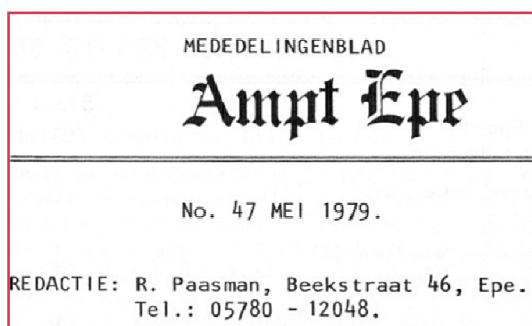 MEDEDELINGENBLAD
Ampt Epe
No. 47 MEI 1979.
REDACTIE: R. Paasman, Beekstraat 46, Epe.
Tel.: 05780 - 12048.